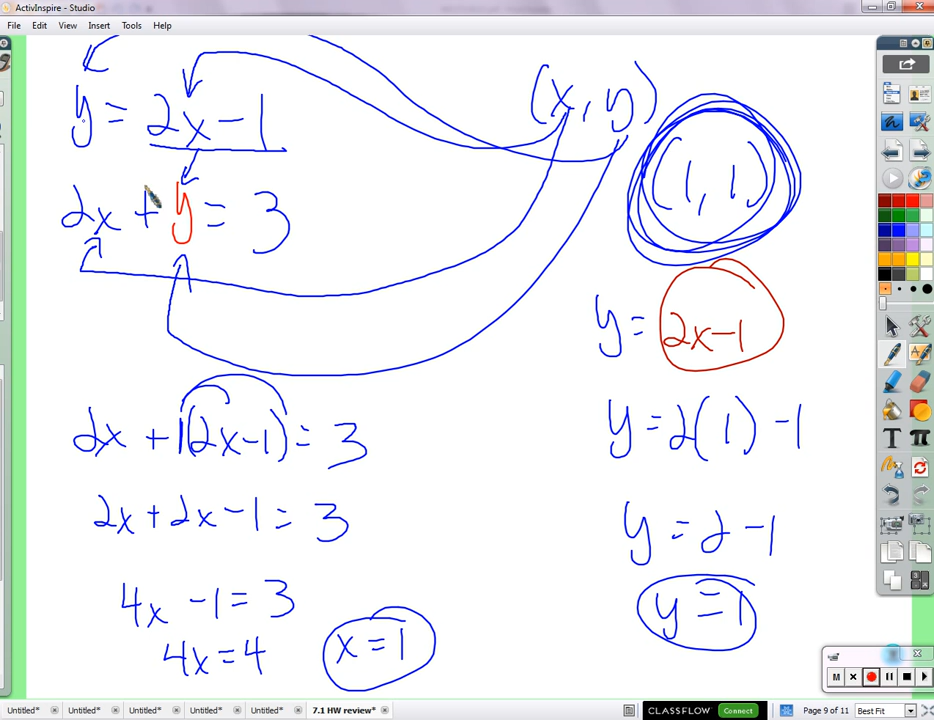 ActivInspire - Studio
File Edit View Insert Tools Help
y = 2x - 1
2x + y = 3
(x, y)
(1, 1)
y = 2x - 1
2x + 1(2x - 1) = 3
y = 2(1) - 1
2x + 2x - 1 = 3
y = 2 - 1
4x - 1 = 3
y = 1
4x = 4
x = 1
M
Untitled* Untitled* Untitled* Untitled* Untitled* 7.1 HW review* CLASSFLOW Connect Page 9 of 11 Best Fit